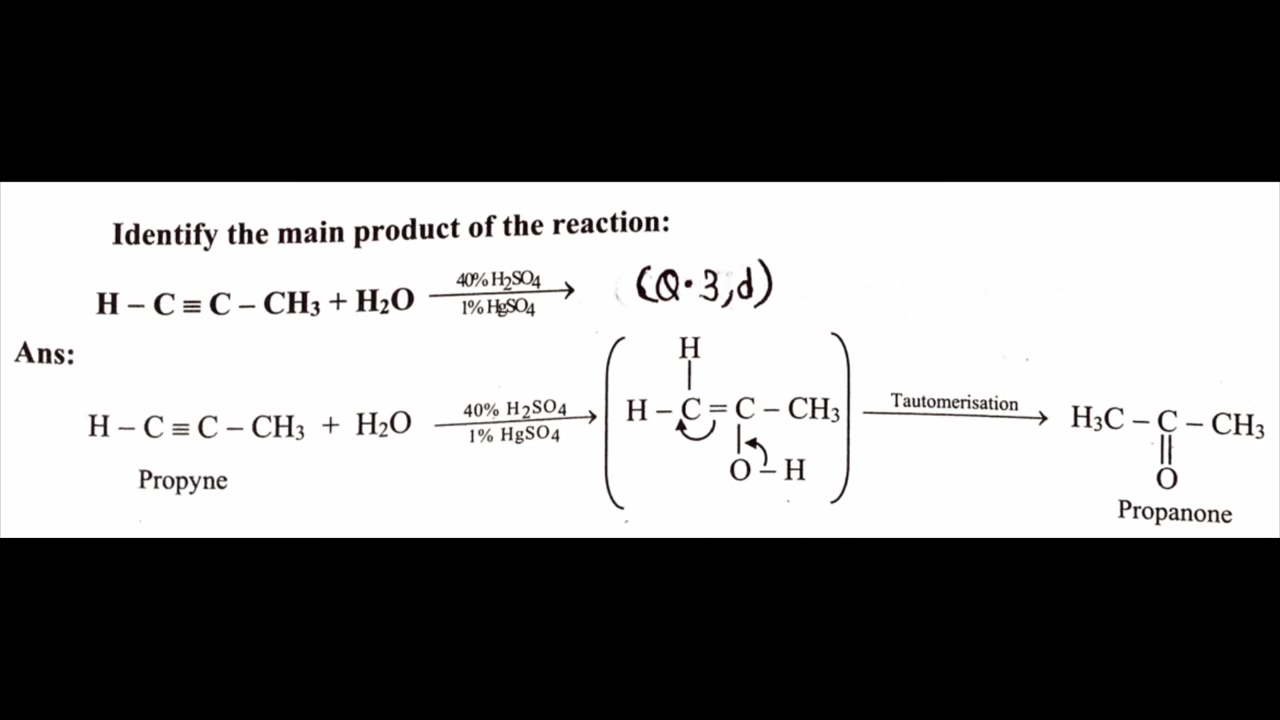 Identify the main product of the reaction:
H – C ≡ C – CH₃ + H₂O 40% H₂SO₄ 1% HgSO₄ (Q.3,d)
Ans:
H
H – C ≡ C – CH₃ + H₂O 40% H₂SO₄ 1% HgSO₄ H – C = C – CH₃ Tautomerisation H₃C – C – CH₃
O – H O
Propyne Propanone